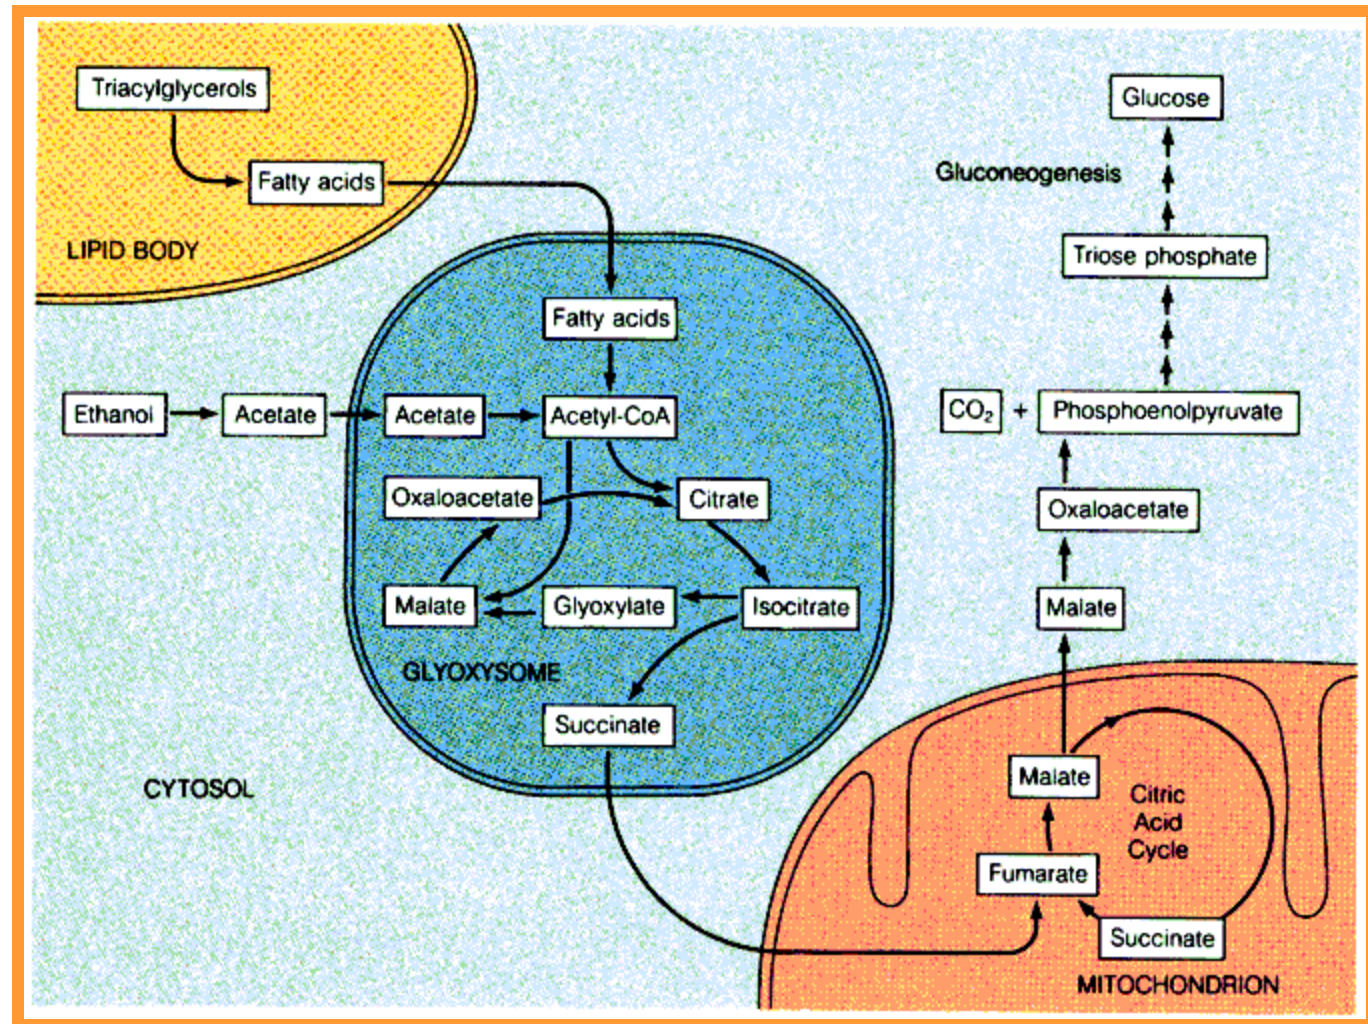 Triacylglycerols
Fatty acids
LIPID BODY
Fatty acids
Ethanol
Acetate
Acetate
Acetyl-CoA
Oxaloacetate
Citrate
Malate
Glyoxylate
Isocitrate
GLYOXYSOME
Succinate
CYTOSOL
Glucose
Gluconeogenesis
Triose phosphate
CO₂ + Phosphoenolpyruvate
Oxaloacetate
Malate
Malate
Citric
Acid
Cycle
Fumarate
Succinate
MITOCHONDRION